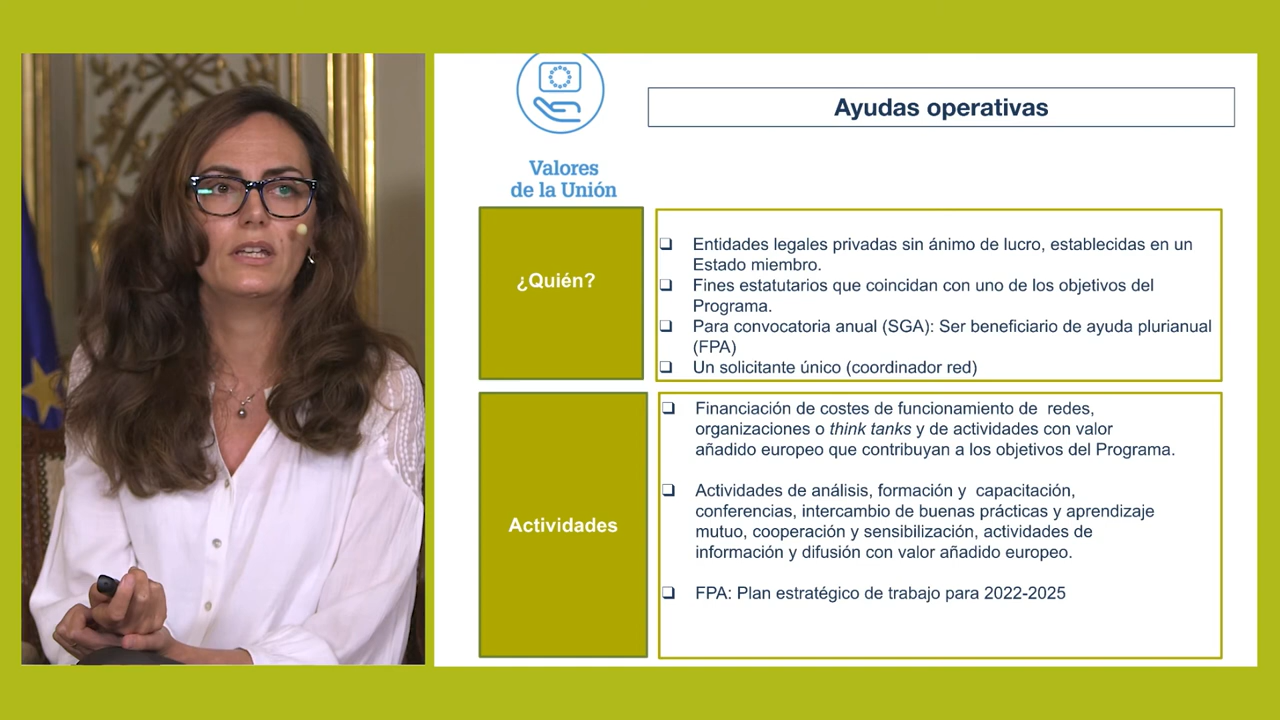 Ayudas operativas
Valores
de la Unión
¿Quién?
❑ Entidades legales privadas sin ánimo de lucro, establecidas en un
Estado miembro.
❑ Fines estatutarios que coincidan con uno de los objetivos del
Programa.
❑ Para convocatoria anual (SGA): Ser beneficiario de ayuda plurianual
(FPA)
❑ Un solicitante único (coordinador red)
Actividades
❑ Financiación de costes de funcionamiento de  redes,
organizaciones o think tanks y de actividades con valor
añadido europeo que contribuyan a los objetivos del Programa.
❑ Actividades de análisis, formación y  capacitación,
conferencias, intercambio de buenas prácticas y aprendizaje
mutuo, cooperación y sensibilización, actividades de
información y difusión con valor añadido europeo.
❑ FPA: Plan estratégico de trabajo para 2022-2025